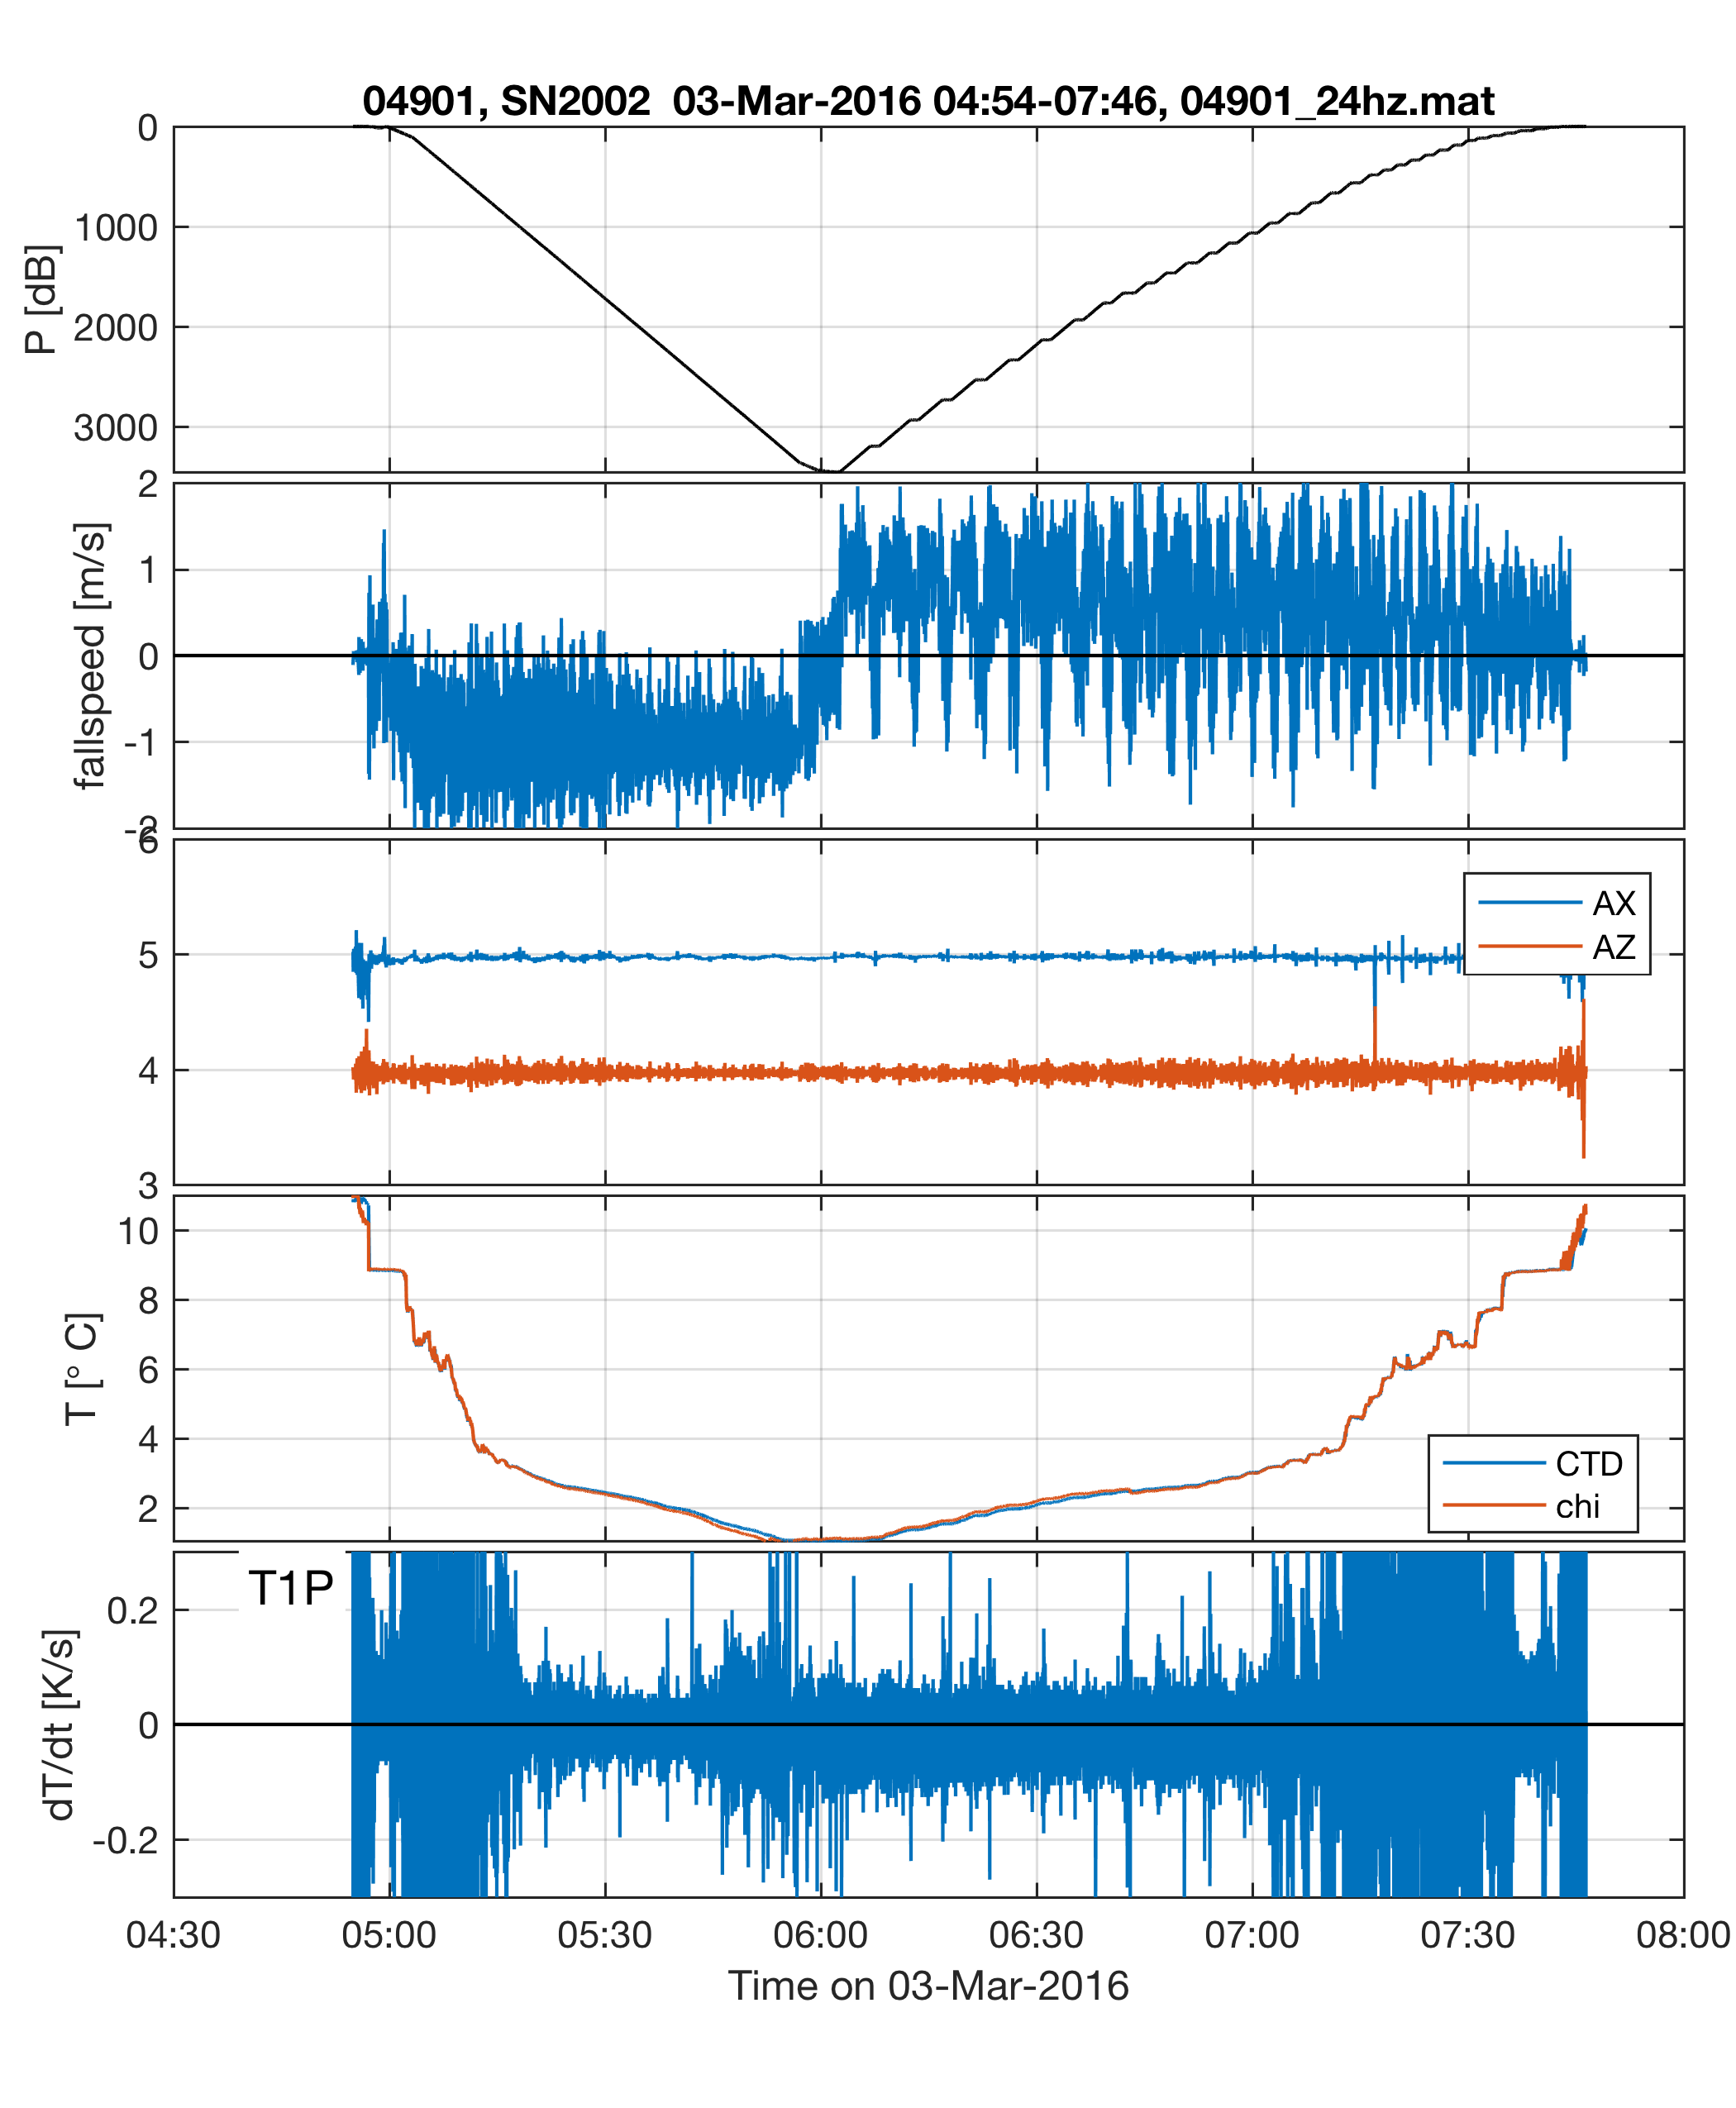 04901, SN2002  03-Mar-2016 04:54-07:46, 04901_24hz.mat
0
1000
2000
3000
P [dB]
2
1
0
-1
-2
fallspeed [m/s]
6
5
4
3
AX
AZ
10
8
6
4
2
T [° C]
CTD
chi
T1P
0.2
0
-0.2
dT/dt [K/s]
04:30 05:00 05:30 06:00 06:30 07:00 07:30 08:00
Time on 03-Mar-2016